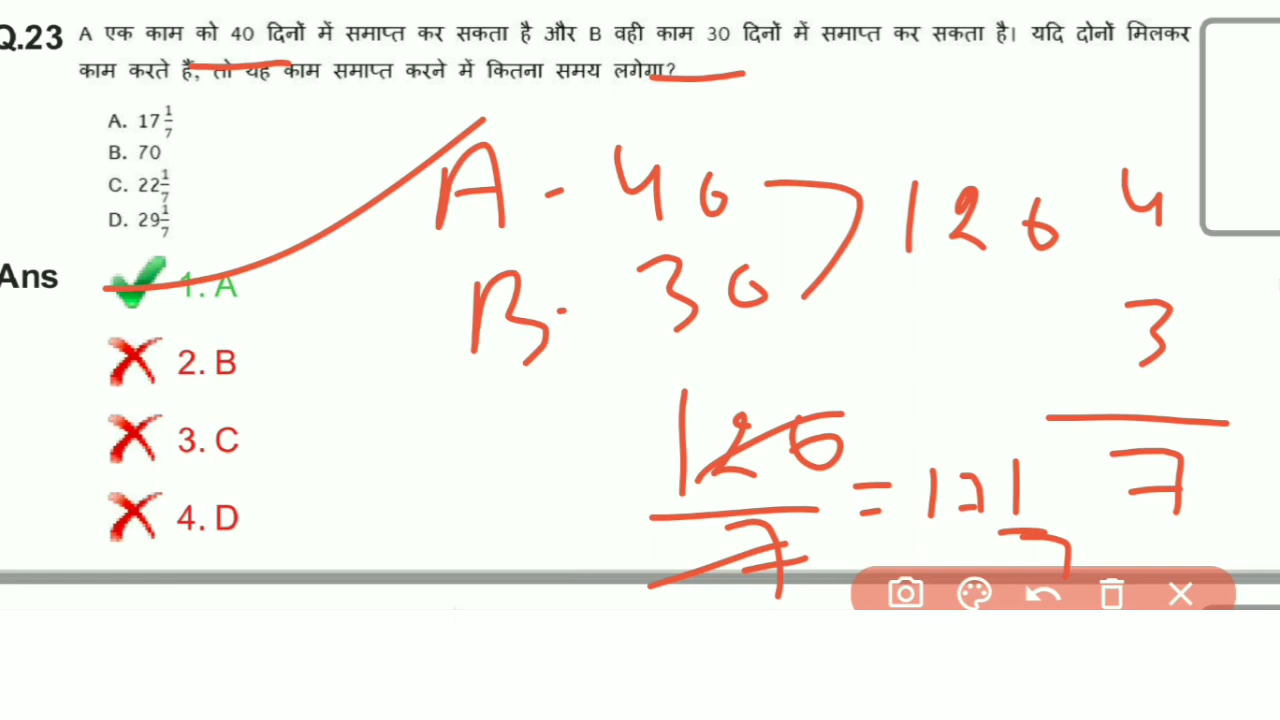 Q.23 A एक काम को 40 दिनों में समाप्त कर सकता है और B वही काम 30 दिनों में समाप्त कर सकता है। यदि दोनों मिलकर
काम करते हैं, तो यह काम समाप्त करने में कितना समय लगेगा?
A. 17 1/7
B. 70
C. 22 1/7
D. 29 1/7
Ans
1. A
2. B
3. C
4. D
A - 40 120 4
B. 30 3
7
120/7 = 17 1/7